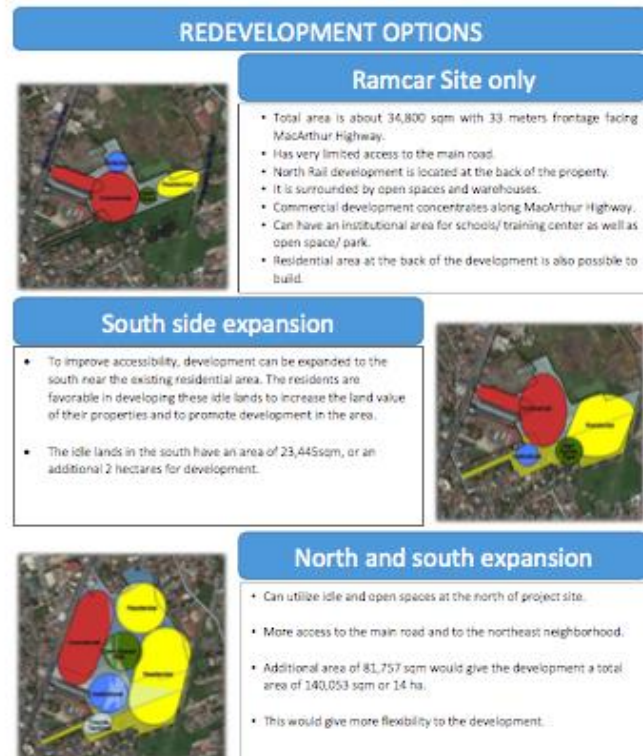 REDEVELOPMENT OPTIONS
Ramcar Site only
• Total area is about 34,800 sqm with 33 meters frontage facing
MacArthur Highway.
• Has very limited access to the main road.
• North Rail development is located at the back of the property.
• It is surrounded by open spaces and warehouses.
• Commercial development concentrates along MacArthur Highway.
• Can have an institutional area for schools/ training center as well as
open space/ park.
• Residential area at the back of the development is also possible to
build.
South side expansion
• To improve accessibility, development can be expanded to the
south near the existing residential area. The residents are
favorable in developing these idle lands to increase the land value
of their properties and to promote development in the area.
• The idle lands in the south have an area of 23,445sqm, or an
additional 2 hectares for development.
North and south expansion
• Can utilize idle and open spaces at the north of project site.
• More access to the main road and to the northeast neighborhood.
• Additional area of 81,757 sqm would give the development a total
area of 140,053 sqm or 14 ha.
• This would give more flexibility to the development.